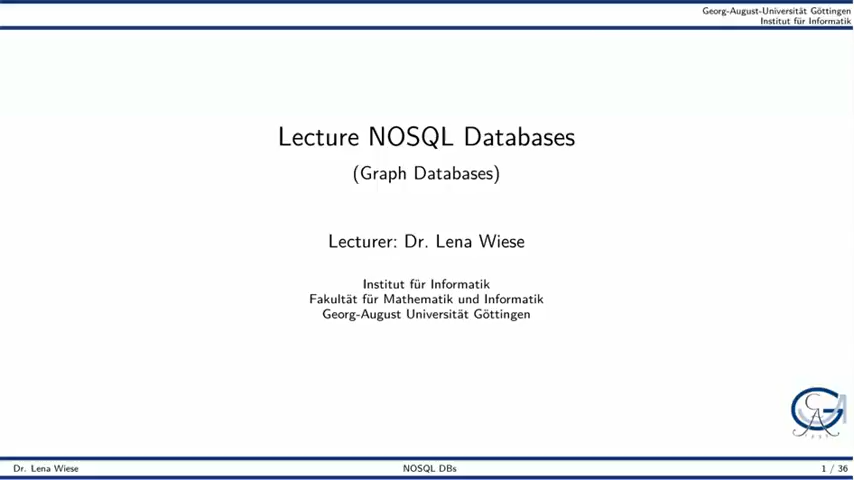 Georg-August-Universität Göttingen
Institut für Informatik
Lecture NOSQL Databases
(Graph Databases)
Lecturer: Dr. Lena Wiese
Institut für Informatik
Fakultät für Mathematik und Informatik
Georg-August Universität Göttingen
Dr. Lena Wiese
NOSQL DBs
1 / 36